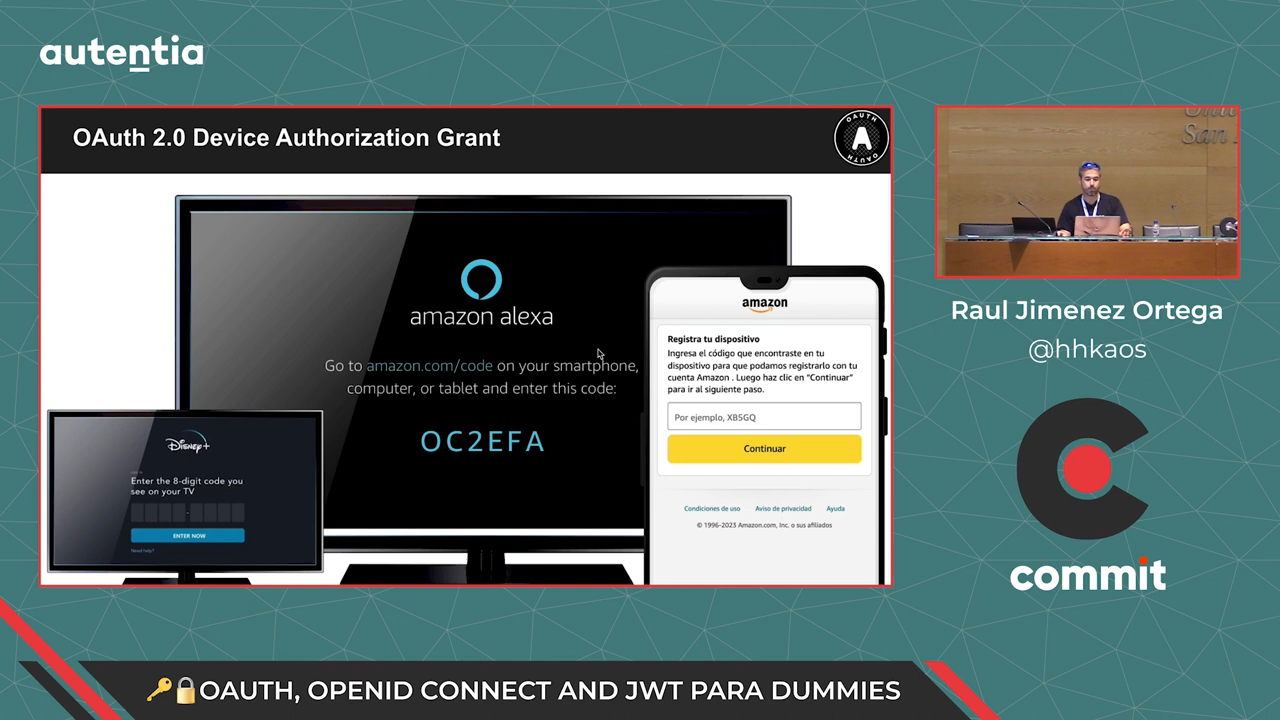 autentia
OAuth 2.0 Device Authorization Grant
OAUTH
A
OAUTH
amazon alexa
Go to amazon.com/code on your smartphone,
computer, or tablet and enter this code:
OC2EFA
Disney+
Enter the 8-digit code you
see on your TV
ENTER NOW
Need help?
amazon
Registra tu dispositivo
Ingresa el código que encontraste en tu
dispositivo para que podamos registrarlo con tu
cuenta Amazon . Luego haz clic en “Continuar”
para ir al siguiente paso.
Por ejemplo, XB5GQ
Continuar
Condiciones de uso Aviso de privacidad Ayuda
© 1996-2023 Amazon.com, Inc. o sus afiliados
San
Raul Jimenez Ortega
@hhkaos
commit
OAUTH, OPENID CONNECT AND JWT PARA DUMMIES